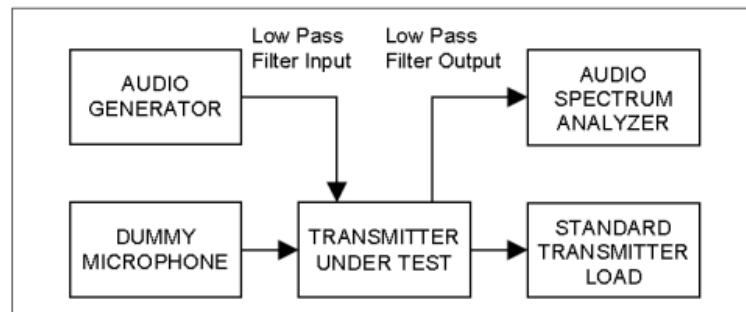 Low Pass
Filter Input
Low Pass
Filter Output
AUDIO
GENERATOR
AUDIO
SPECTRUM
ANALYZER
DUMMY
MICROPHONE
TRANSMITTER
UNDER TEST
STANDARD
TRANSMITTER
LOAD